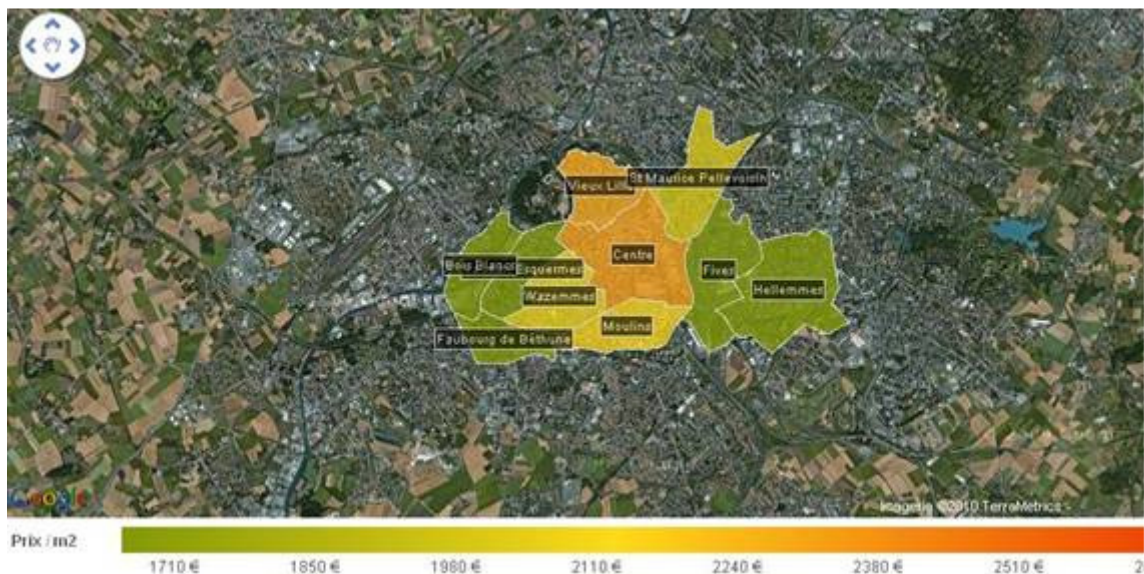 Vieux Lille
St Maurice Pellevoisin
Centre
Bois Blancs
Esquermes
Fives
Wazemmes
Hellemmes
Moulins
Faubourg de Béthune
Google
Imagerie ©2010 TerraMetrics -
Prix / m2
1710 € 1850 € 1980 € 2110 € 2240 € 2380 € 2510 € 2